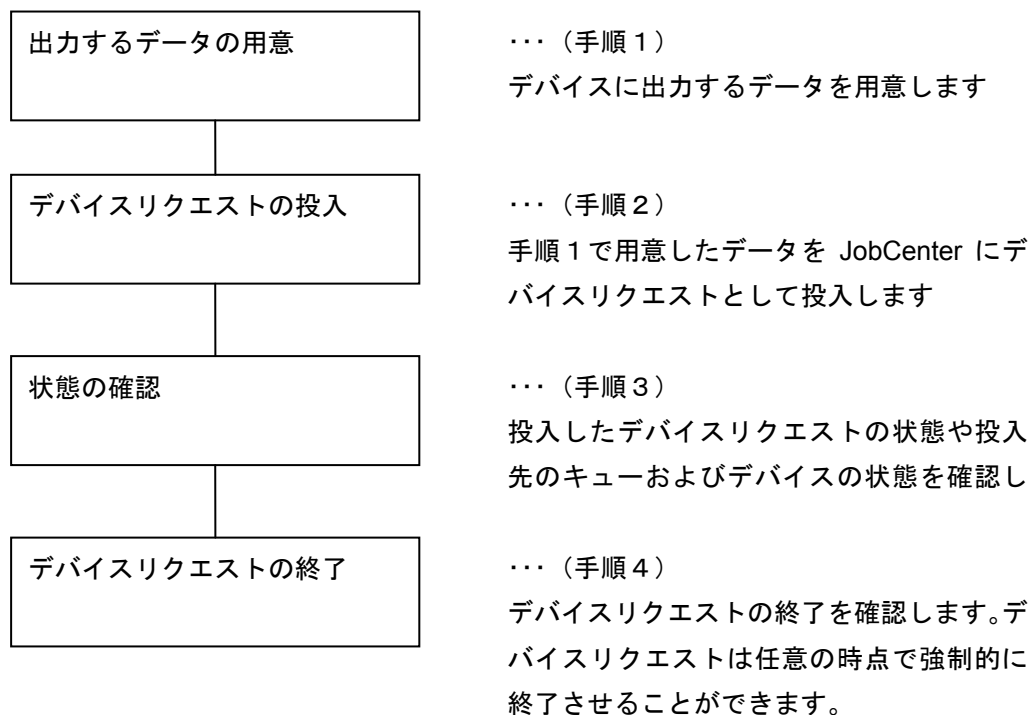 出力するデータの用意
･･･（手順１）
デバイスに出力するデータを用意します
デバイスリクエストの投入
･･･（手順２）
手順１で用意したデータを JobCenter にデ
バイスリクエストとして投入します
状態の確認
･･･（手順３）
投入したデバイスリクエストの状態や投入
先のキューおよびデバイスの状態を確認し
デバイスリクエストの終了
･･･（手順４）
デバイスリクエストの終了を確認します。デ
バイスリクエストは任意の時点で強制的に
終了させることができます。